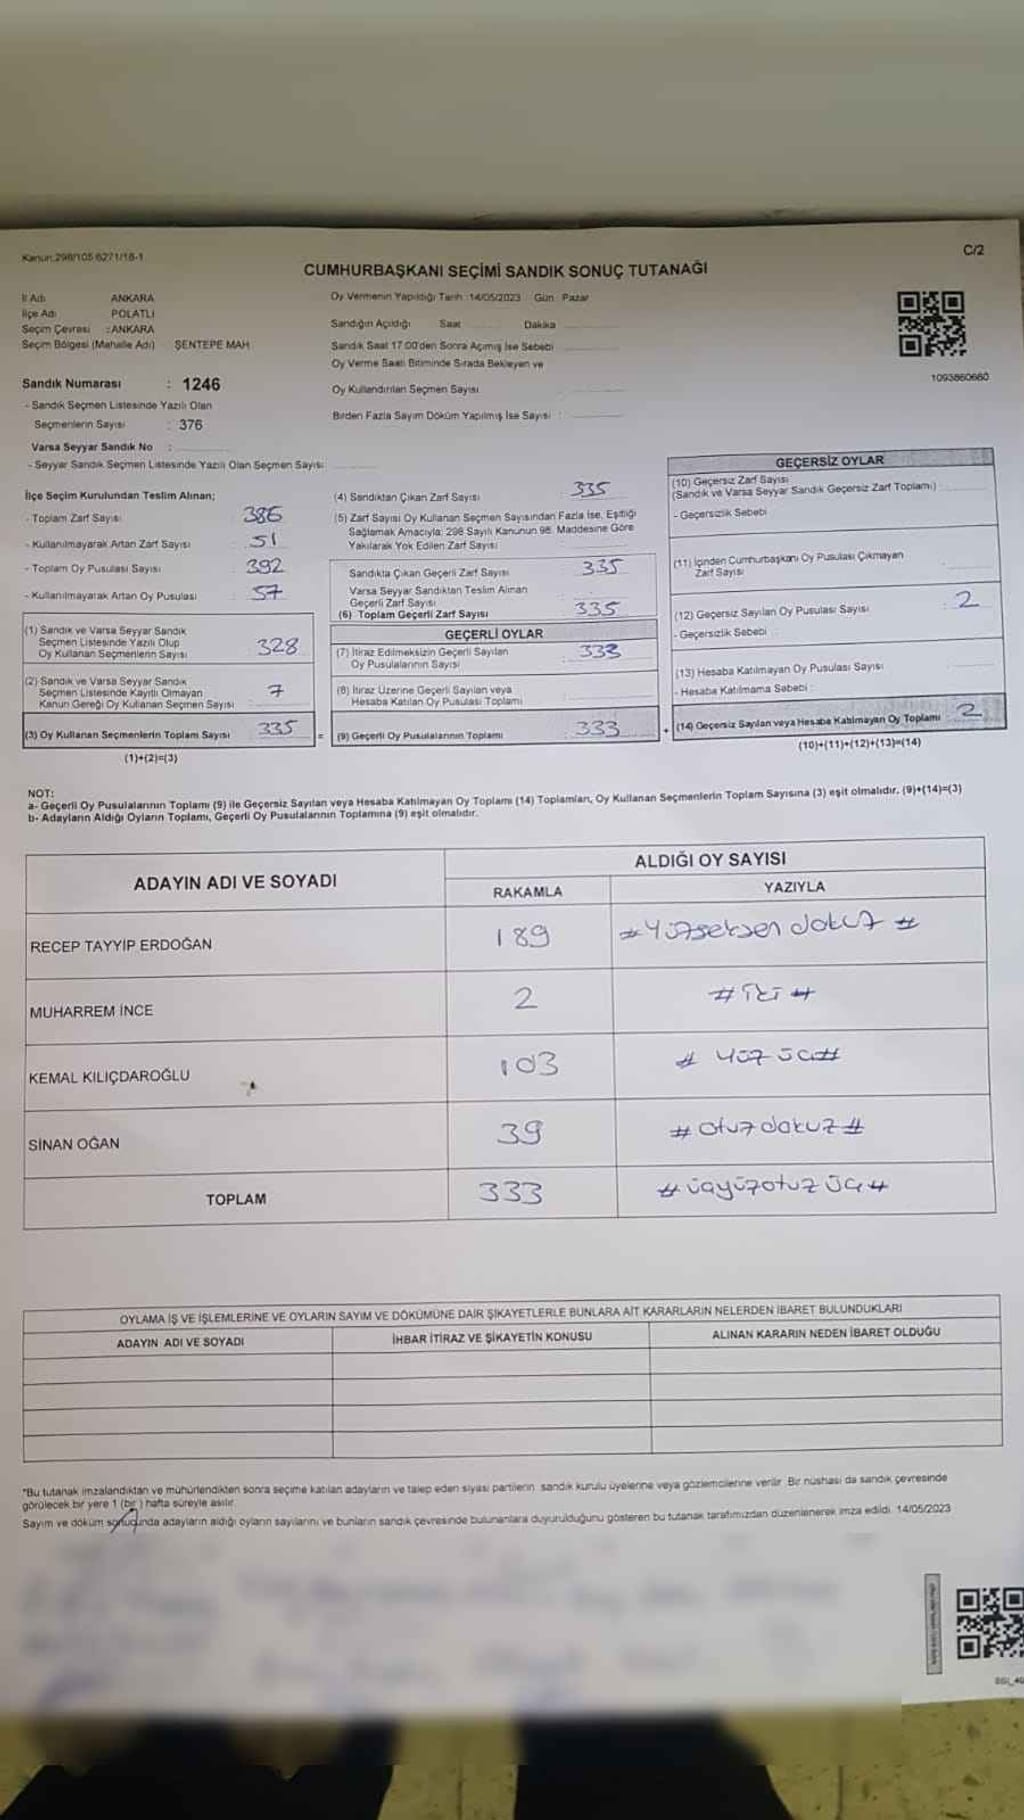 Kanun:298/105 6271/18-1
C/2
CUMHURBAŞKANI SEÇİMİ SANDIK SONUÇ TUTANAĞI
İl Adı ANKARA
İlçe Adı POLATLI
Seçim Çevresi : ANKARA
Seçim Bölgesi (Mahalle Adı) ŞENTEPE MAH
Oy Vermenin Yapıldığı Tarih :14/05/2023 Gün : Pazar
Sandığın Açıldığı Saat Dakika
Sandık Saat 17:00'den Sonra Açımış İse Sebebi
Oy Verme Saati Bitiminde Sırada Bekleyen ve
Oy Kullandırılan Seçmen Sayısı
Birden Fazla Sayım Döküm Yapılmış İse Sayısı :
1093860660
Sandık Numarası : 1246
- Sandık Seçmen Listesinde Yazılı Olan
Seçmenlerin Sayısı : 376
Varsa Seyyar Sandık No :
- Seyyar Sandık Seçmen Listesinde Yazılı Olan Seçmen Sayısı
İlçe Seçim Kurulundan Teslim Alınan;
- Toplam Zarf Sayısı 386
- Kullanılmayarak Artan Zarf Sayısı 51
- Toplam Oy Pusulası Sayısı 392
- Kullanılmayarak Artan Oy Pusulası 57
(1) Sandık ve Varsa Seyyar Sandık
Seçmen Listesinde Yazılı Olup
Oy Kullanan Seçmenlerin Sayısı 328
(2) Sandık ve Varsa Seyyar Sandık
Seçmen Listesinde Kayıtlı Olmayan
Kanun Gereği Oy Kullanan Seçmen Sayısı 7
(3) Oy Kullanan Seçmenlerin Toplam Sayısı 335
(1)+(2)=(3)
(4) Sandıktan Çıkan Zarf Sayısı 335
(5) Zarf Sayısı Oy Kullanan Seçmen Sayısından Fazla İse, Eşitliği
Sağlamak Amacıyla; 298 Sayılı Kanunun 98. Maddesine Göre
Yakılarak Yok Edilen Zarf Sayısı
Sandıkta Çıkan Geçerli Zarf Sayısı 335
Varsa Seyyar Sandıktan Teslim Alınan
Geçerli Zarf Sayısı
(6) Toplam Geçerli Zarf Sayısı 335
GEÇERLİ OYLAR
(7) İtiraz Edilmeksizin Geçerli Sayılan
Oy Pusulalarının Sayısı 333
(8) İtiraz Üzerine Geçerli Sayılan veya
Hesaba Katılan Oy Pusulası Toplamı
= (9) Geçerli Oy Pusulalarının Toplamı 333
GEÇERSİZ OYLAR
(10) Geçersiz Zarf Sayısı
(Sandık ve Varsa Seyyar Sandık Geçersiz Zarf Toplamı)
- Geçersizlik Sebebi
(11) İçinden Cumhurbaşkanı Oy Pusulası Çıkmayan
Zarf Sayısı
(12) Geçersiz Sayılan Oy Pusulası Sayısı 2
- Geçersizlik Sebebi
(13) Hesaba Katılmayan Oy Pusulası Sayısı
- Hesaba Katılmama Sebebi :
+ (14) Geçersiz Sayılan veya Hesaba Katılmayan Oy Toplamı 2
(10)+(11)+(12)+(13)=(14)
NOT:
a- Geçerli Oy Pusulalarının Toplamı (9) ile Geçersiz Sayılan veya Hesaba Katılmayan Oy Toplamı (14) Toplamları, Oy Kullanan Seçmenlerin Toplam Sayısına (3) eşit olmalıdır. (9)+(14)=(3)
b- Adayların Aldığı Oyların Toplamı, Geçerli Oy Pusulalarının Toplamına (9) eşit olmalıdır.
ADAYIN ADI VE SOYADI
ALDIĞI OY SAYISI
RAKAMLA YAZIYLA
RECEP TAYYİP ERDOĞAN 189 #Yüzseksen dokuz #
MUHARREM İNCE 2 # iki #
KEMAL KILIÇDAROĞLU 103 # Yüz üç#
SİNAN OĞAN 39 # otuz dokuz #
TOPLAM 333 # üçyüzotuz üç #
OYLAMA İŞ VE İŞLEMLERİNE VE OYLARIN SAYIM VE DÖKÜMÜNE DAİR ŞİKAYETLERLE BUNLARA AİT KARARLARIN NELERDEN İBARET BULUNDUKLARI
ADAYIN ADI VE SOYADI İHBAR İTİRAZ VE ŞİKAYETİN KONUSU ALINAN KARARIN NEDEN İBARET OLDUĞU
"Bu tutanak imzalandıktan ve mühürlendikten sonra seçime katılan adayların ve talep eden siyasi partilerin sandık kurulu üyelerine veya gözlemcilerine verilir. Bir nüshası da sandık çevresinde
görülecek bir yere 1 (bir) hafta süreyle asılır.
Sayım ve döküm sonucunda adayların aldığı oyların sayılarını ve bunların sandık çevresinde bulunanlara duyurulduğunu gösteren bu tutanak tarafımızdan düzenlenerek imza edildi. 14/05/2023